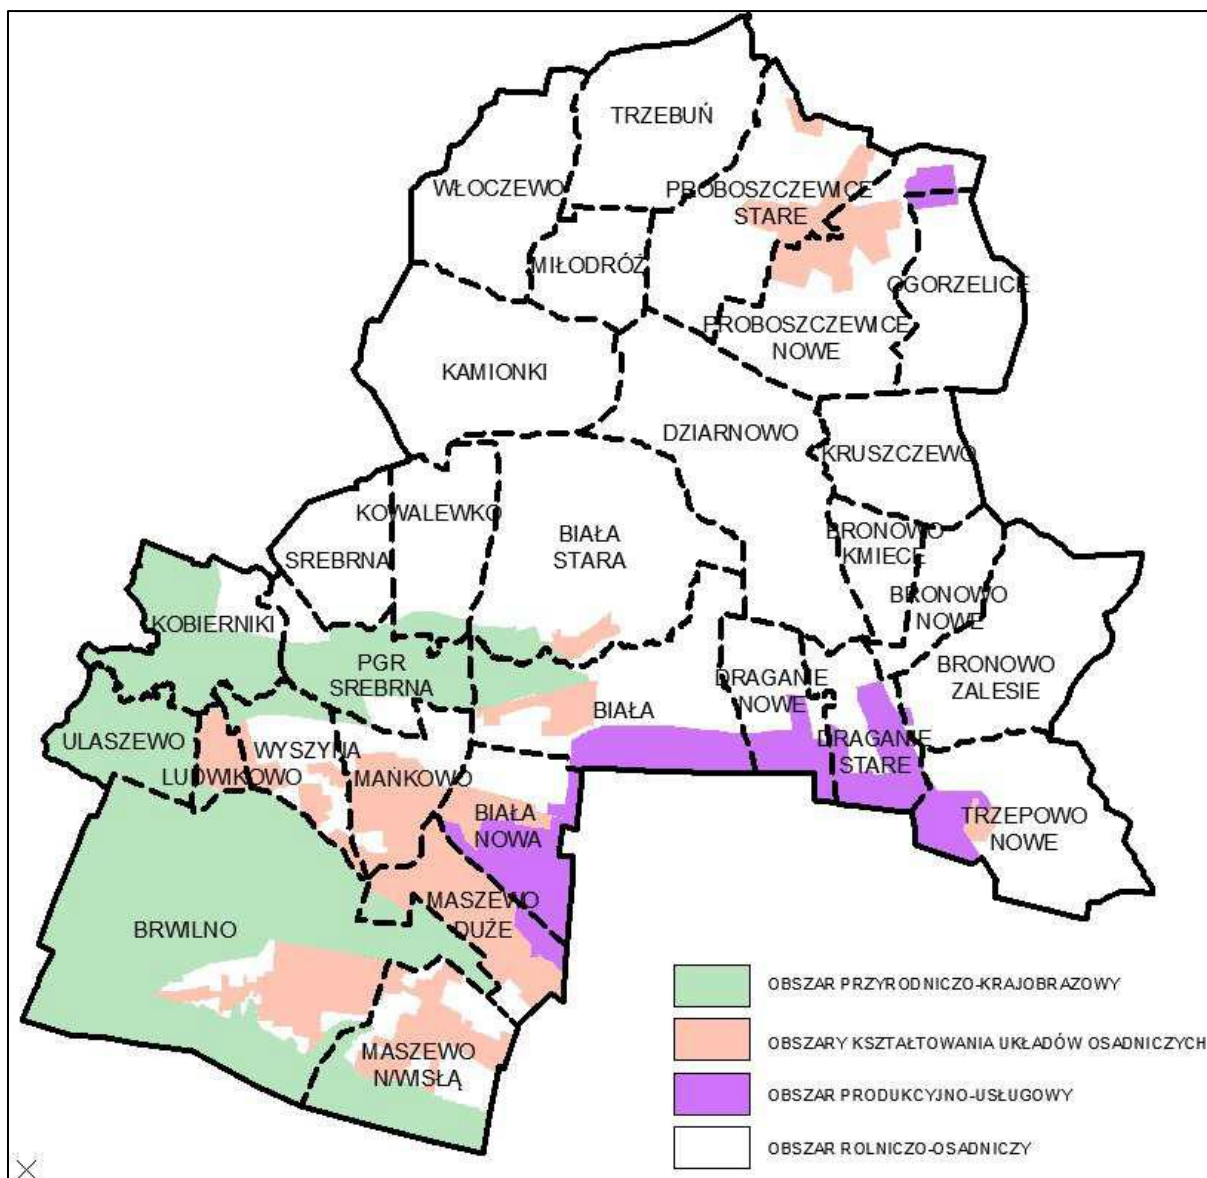 TRZEBUŃ
WŁOCZEWO
PROBOSZCZEWICE
STARE
MIŁODRÓŻ
OGORZELICE
PROBOSZCZEWICE
NOWE
KAMIONKI
DZIARNOWO
KRUSZCZEWO
KOWALEWKO
BIAŁA
STARA
SREBRNA
BRONOWO
KMIECE
BRONOWO
NOWE
KOBIERNIKI
PGR
SREBRNA
DRAGANIE
NOWE
BRONOWO
ZALESIE
BIAŁA
ULASZEWO
WYSZYNA
LUDWIKOWO
MAŃKOWO
DRAGANIE
STARE
BIAŁA
NOWA
TRZEPOWO
NOWE
MASZEWO
DUŻE
BRWILNO
MASZEWO
N/WISŁĄ
OBSZAR PRZYRODNICZO-KRAJOBRAZOWY
OBSZARY KSZTAŁTOWANIA UKŁADÓW OSADNICZYCH
OBSZAR PRODUKCYJNO-USŁUGOWY
OBSZAR ROLNICZO-OSADNICZY